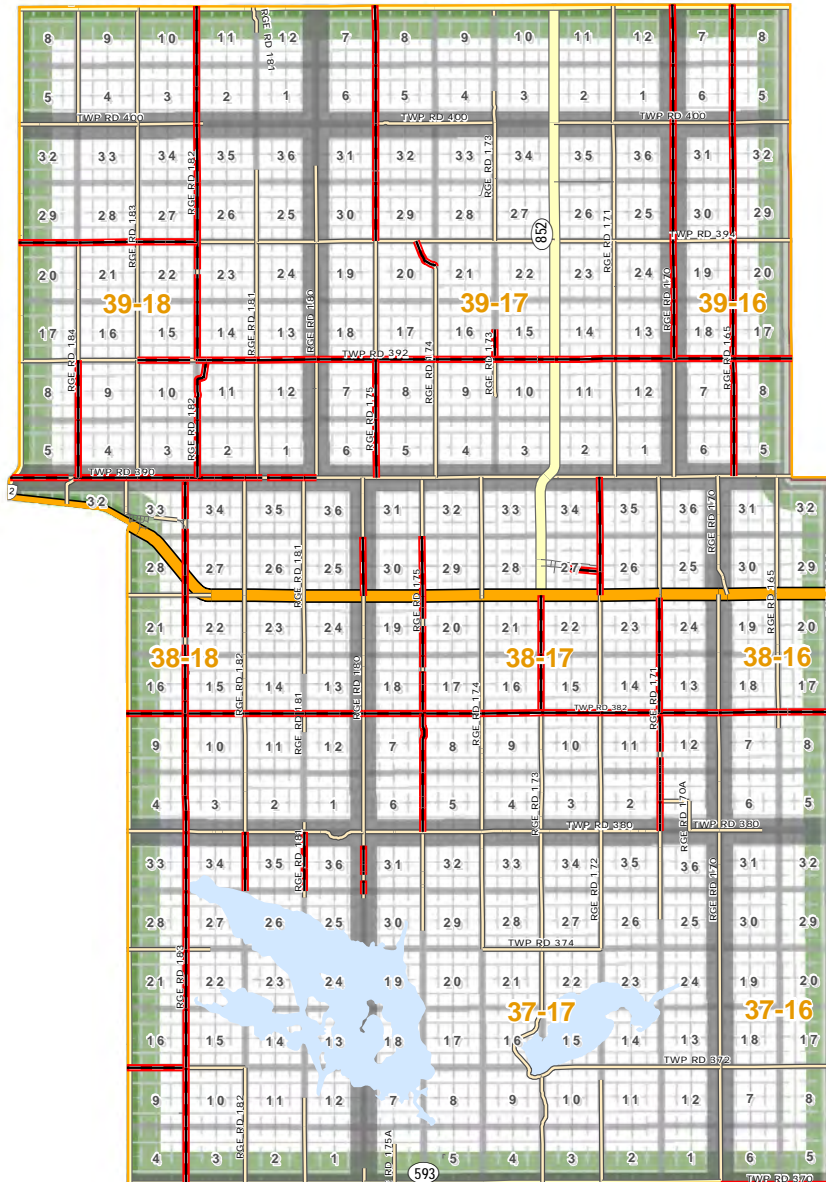 8 9 10 11 12 7 8 9 10 11 12 7 8
RGE RD 181
5 4 3 2 1 6 5 4 3 2 1 6 5
TWP RD 400 TWP RD 400 TWP RD 400
32 33 34 35 36 31 32 33 34 35 36 31 32
RGE RD 182 RGE RD 173
29 28 27 26 25 30 29 28 27 26 25 30 29
RGE RD 183 852 RGE RD 171 TWP RD 394
20 21 22 23 24 19 20 21 22 23 24 19 20
39-18 39-17 39-16
RGE RD 181 RGE RD 180 RGE RD 170
17 16 15 14 13 18 17 16 15 14 13 18 17
RGE RD 184 TWP RD 392 RGE RD 174 RGE RD 173 RGE RD 165
8 9 10 11 12 7 8 9 10 11 12 7 8
RGE RD 182 RGE RD 175
5 4 3 2 1 6 5 4 3 2 1 6 5
TWP RD 390
2 32 33 34 35 36 31 32 33 34 35 36 31 32
RGE RD 170
28 27 26 25 30 29 28 27 26 25 30 29
RGE RD 181 RGE RD 175 RGE RD 165
21 22 23 24 19 20 21 22 23 24 19 20
38-18 38-17 38-16
RGE RD 182 RGE RD 180 RGE RD 174 RGE RD 171
16 15 14 13 18 17 16 15 14 13 18 17
RGE RD 181 TWP RD 382
9 10 11 12 7 8 9 10 11 12 7 8
RGE RD 173 RGE RD 170A
4 3 2 1 6 5 4 3 2 1 6 5
TWP RD 380 TWP RD 380
33 34 35 36 31 32 33 34 35 36 31 32
RGE RD 181 RGE RD 172 RGE RD 170
28 27 26 25 30 29 28 27 26 25 30 29
TWP RD 374
RGE RD 183
21 22 23 24 19 20 21 22 23 24 19 20
37-17 37-16
16 15 14 13 18 17 16 15 14 13 18 17
TWP RD 372
9 10 11 12 7 8 9 10 11 12 7 8
RGE RD 182 RD 175A
4 3 2 1 5 4 3 2 1 6 5
593 TWP RD 370